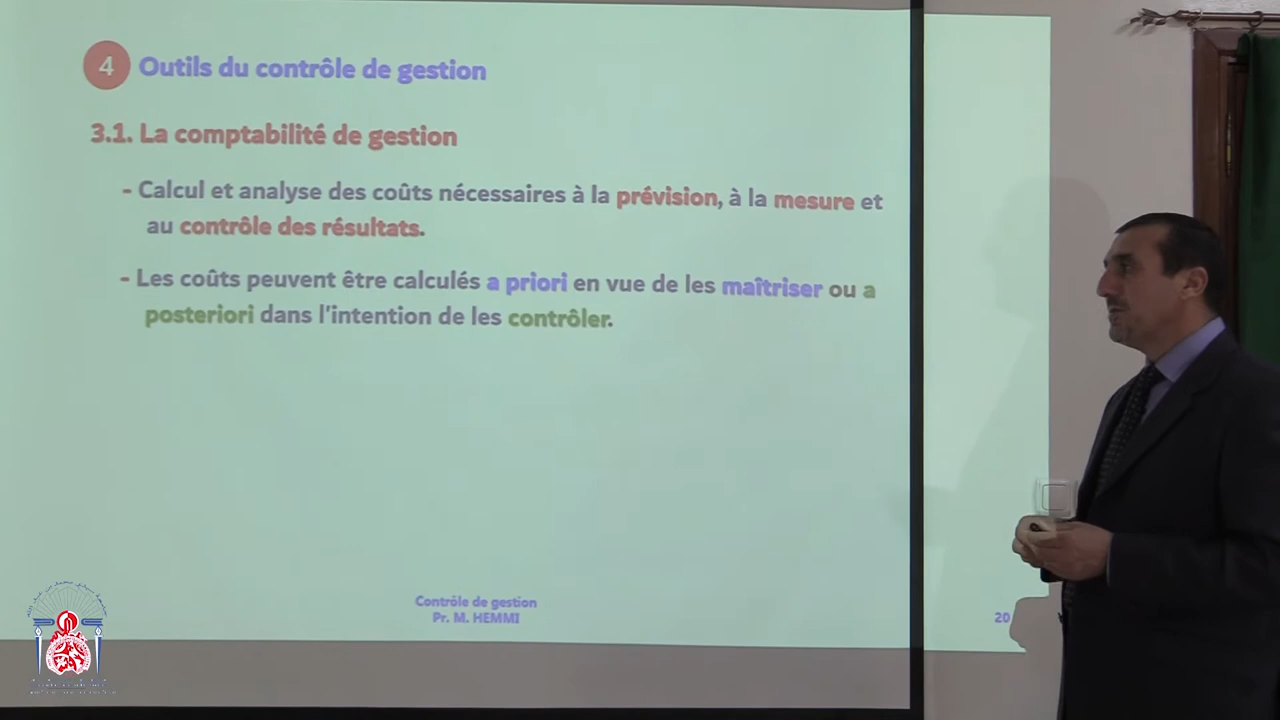 4 Outils du contrôle de gestion
3.1. La comptabilité de gestion
- Calcul et analyse des coûts nécessaires à la prévision, à la mesure et
au contrôle des résultats.
- Les coûts peuvent être calculés a priori en vue de les maîtriser ou a
posteriori dans l'intention de les contrôler.
Contrôle de gestion
Pr. M. HEMMI
20